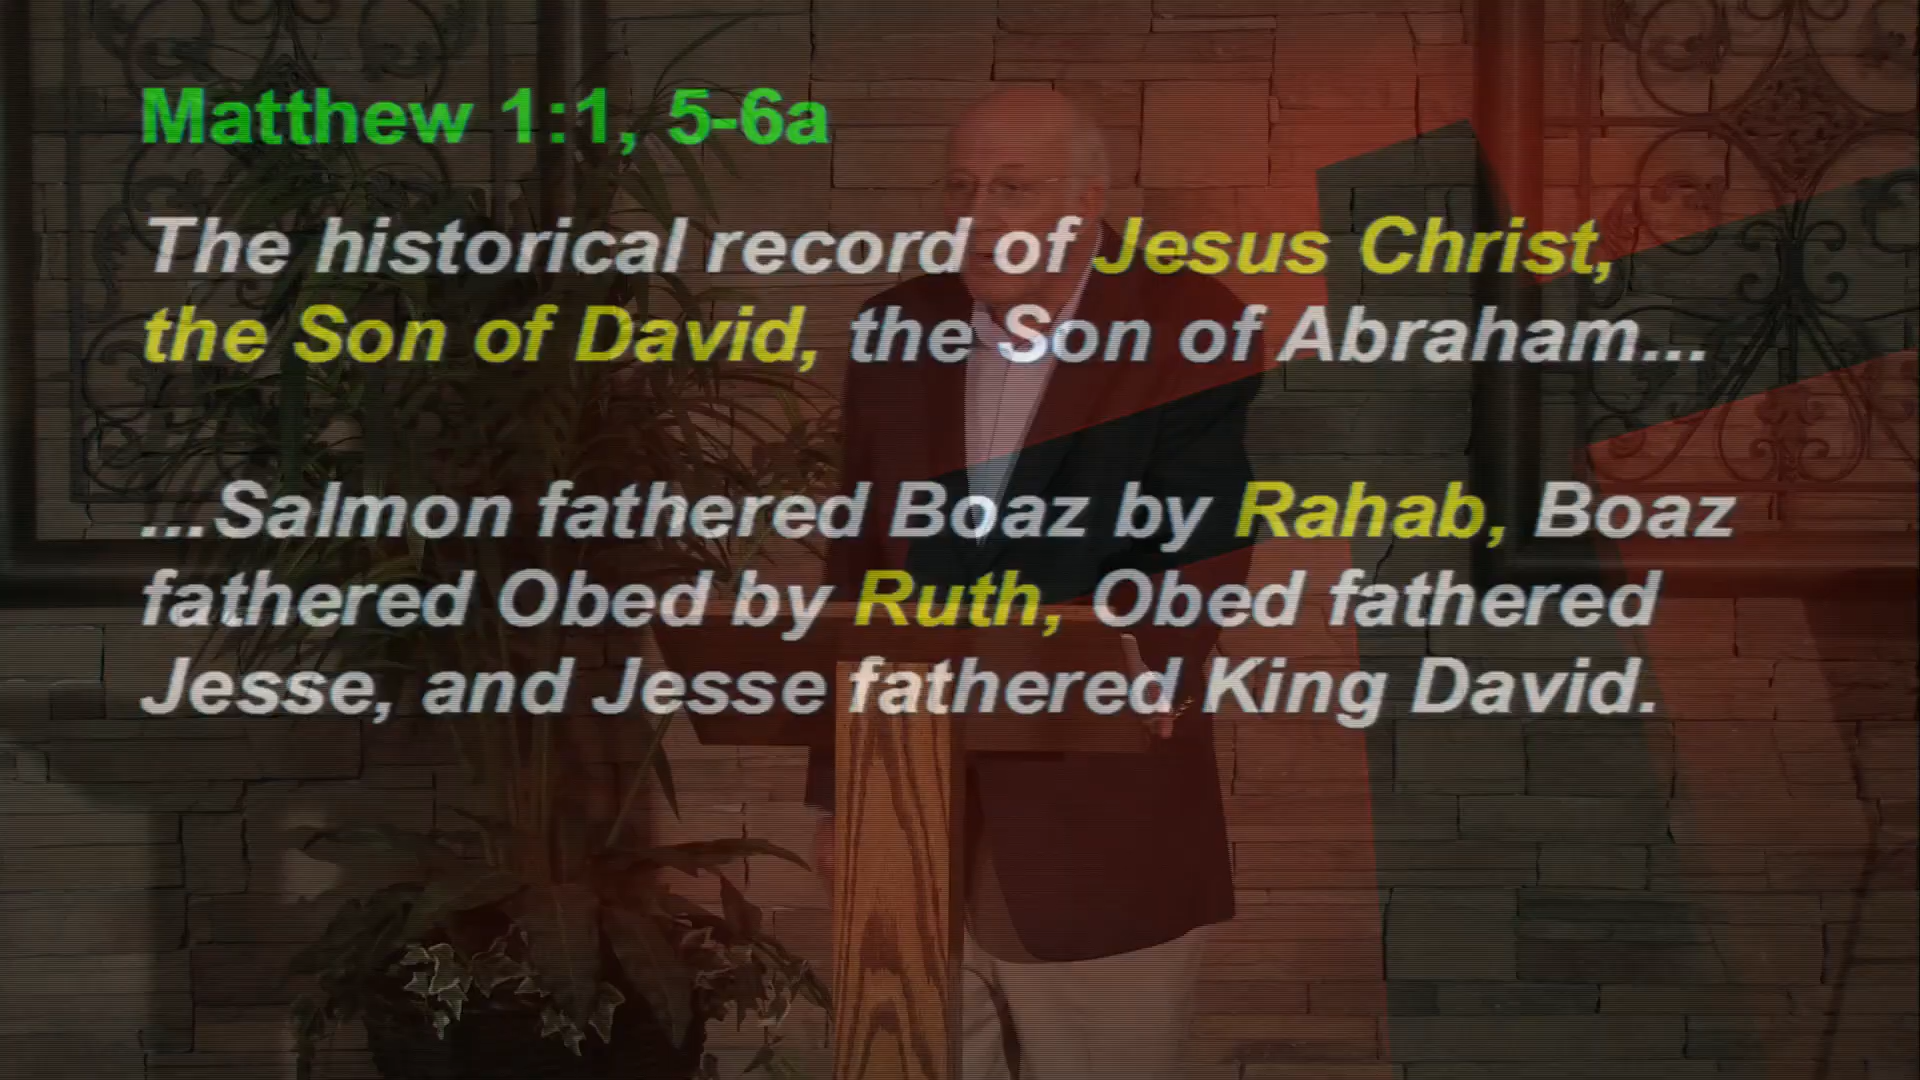 Matthew 1:1, 5-6a
The historical record of Jesus Christ,
the Son of David, the Son of Abraham...
...Salmon fathered Boaz by Rahab, Boaz
fathered Obed by Ruth, Obed fathered
Jesse, and Jesse fathered King David.